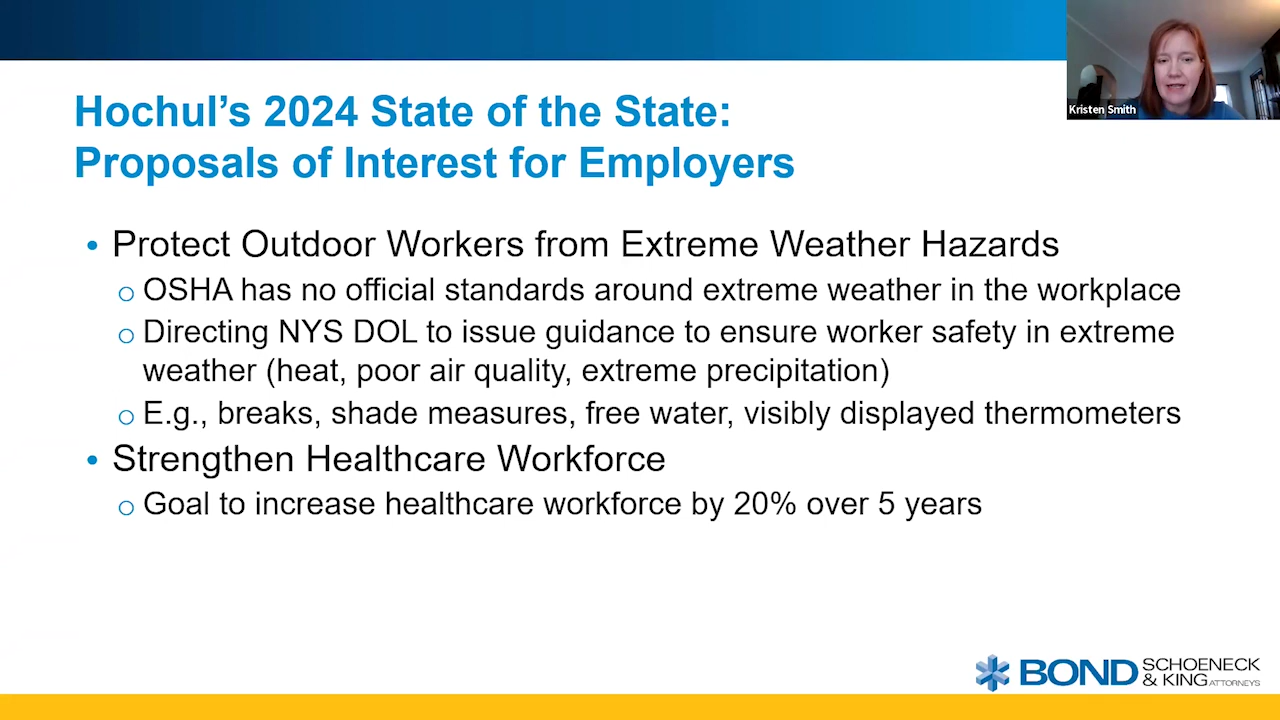 Kristen Smith
Hochul’s 2024 State of the State:
Proposals of Interest for Employers
• Protect Outdoor Workers from Extreme Weather Hazards
o OSHA has no official standards around extreme weather in the workplace
o Directing NYS DOL to issue guidance to ensure worker safety in extreme
weather (heat, poor air quality, extreme precipitation)
o E.g., breaks, shade measures, free water, visibly displayed thermometers
• Strengthen Healthcare Workforce
o Goal to increase healthcare workforce by 20% over 5 years
BOND SCHOENECK
& KING ATTORNEYS